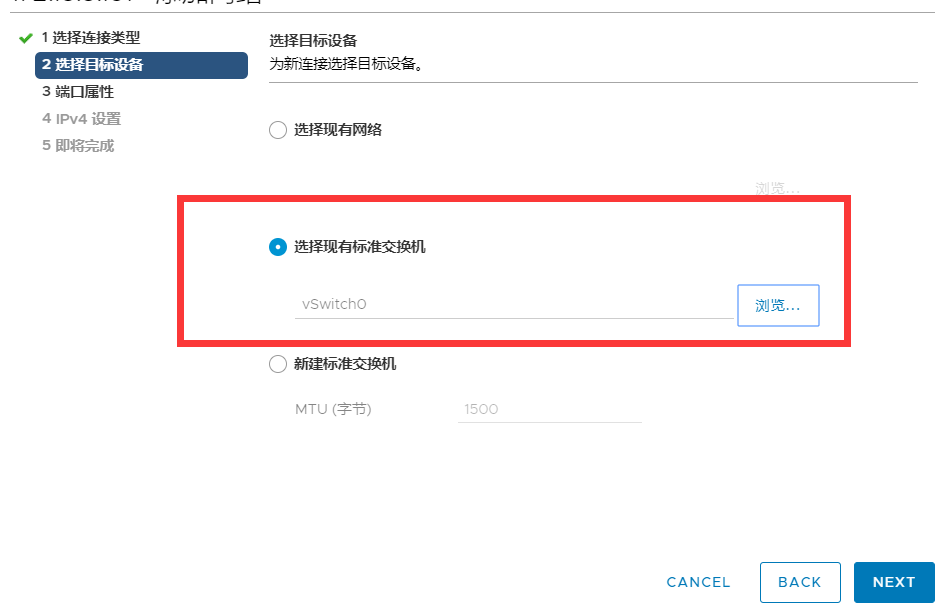 1 选择连接类型
2 选择目标设备
3 端口属性
4 IPv4 设置
5 即将完成
选择目标设备
为新连接选择目标设备。
选择现有网络
浏览...
选择现有标准交换机
vSwitch0
浏览...
新建标准交换机
MTU (字节)
1500
CANCEL
BACK
NEXT